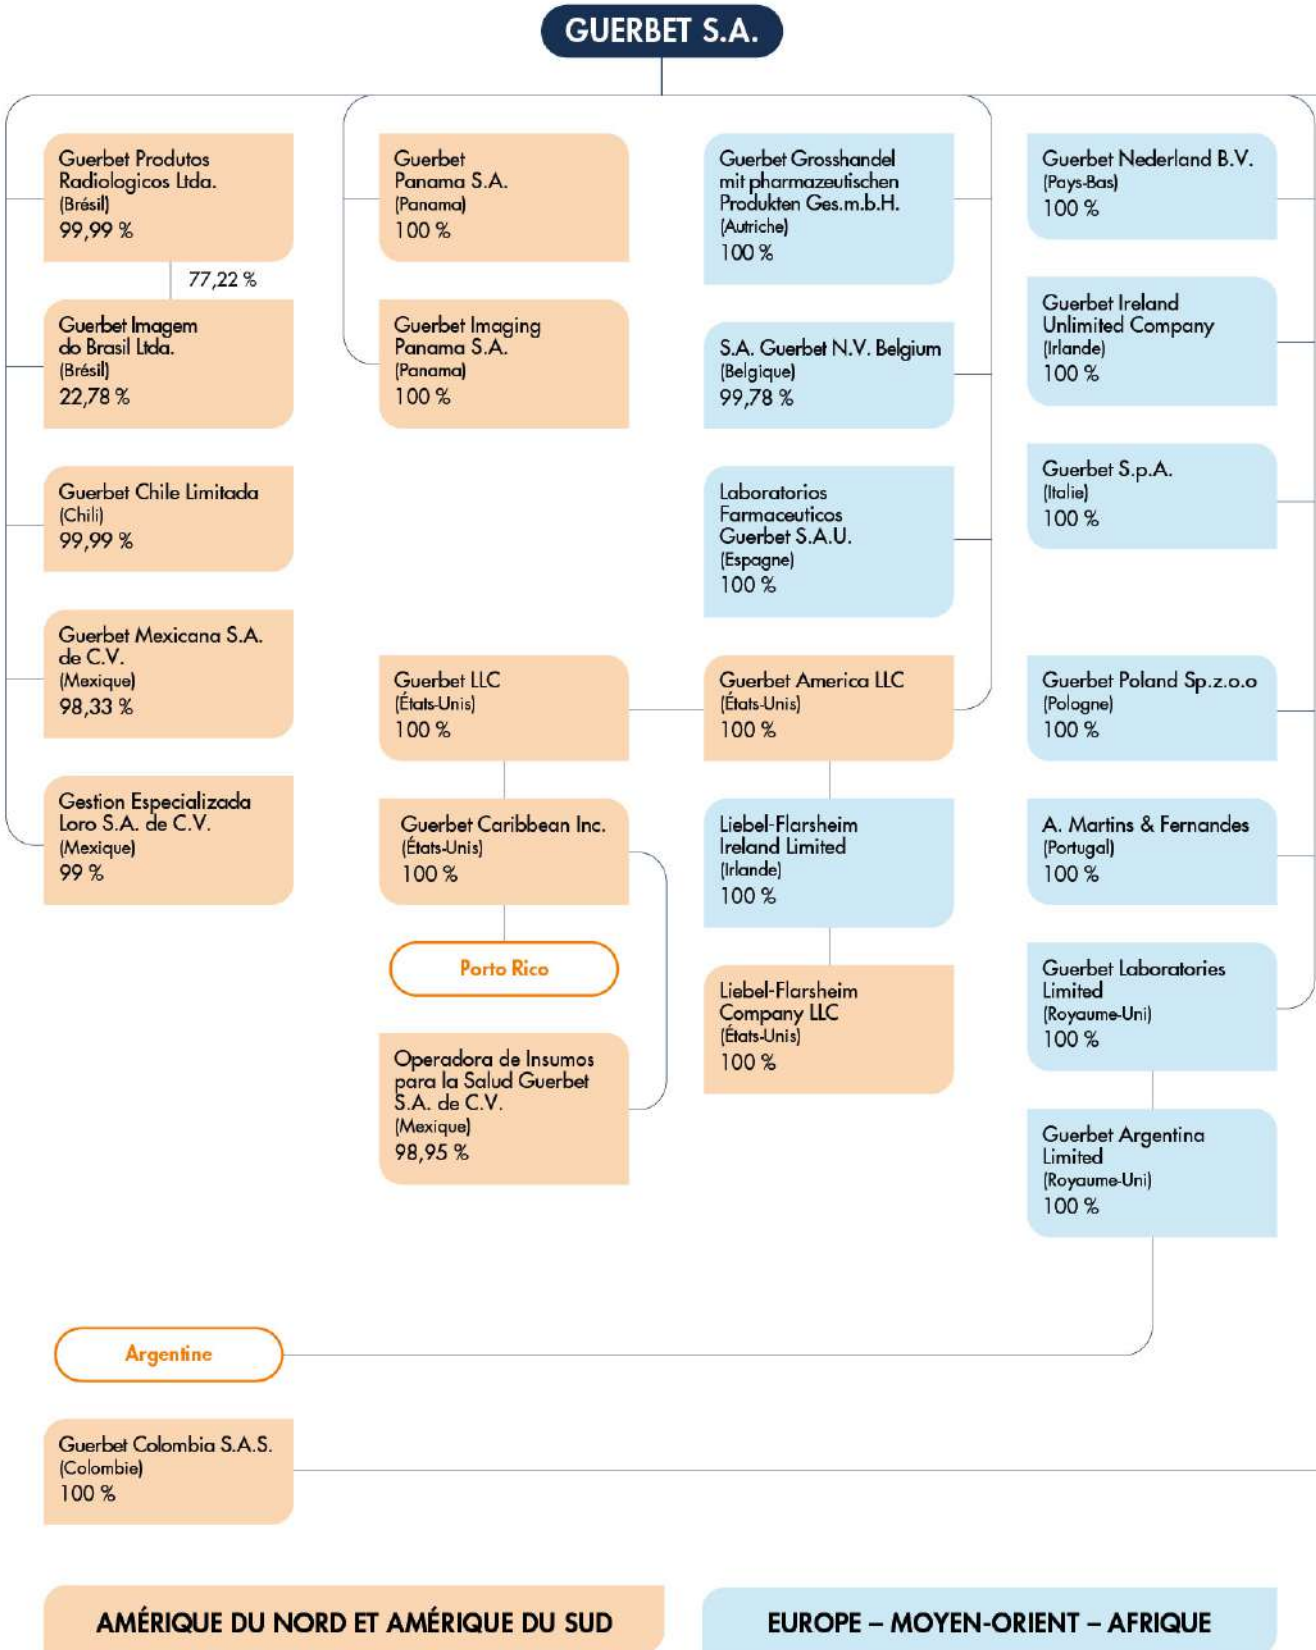 GUERBET S.A.
Guerbet Produtos
Radiologicos Ltda.
(Brésil)
99,99 %
77,22 %
Guerbet Imagem
do Brasil Ltda.
(Brésil)
22,78 %
Guerbet Chile Limitada
(Chili)
99,99 %
Guerbet Mexicana S.A.
de C.V.
(Mexique)
98,33 %
Gestion Especializada
Loro S.A. de C.V.
(Mexique)
99 %
Guerbet
Panama S.A.
(Panama)
100 %
Guerbet Imaging
Panama S.A.
(Panama)
100 %
Guerbet LLC
(États-Unis)
100 %
Guerbet Caribbean Inc.
(États-Unis)
100 %
Porto Rico
Operadora de Insumos
para la Salud Guerbet
S.A. de C.V.
(Mexique)
98,95 %
Guerbet Grosshandel
mit pharmazeutischen
Produkten Ges.m.b.H.
(Autriche)
100 %
S.A. Guerbet N.V. Belgium
(Belgique)
99,78 %
Laboratorios
Farmaceuticos
Guerbet S.A.U.
(Espagne)
100 %
Guerbet America LLC
(États-Unis)
100 %
Liebel-Flarsheim
Ireland Limited
(Irlande)
100 %
Liebel-Flarsheim
Company LLC
(États-Unis)
100 %
Guerbet Nederland B.V.
(Pays-Bas)
100 %
Guerbet Ireland
Unlimited Company
(Irlande)
100 %
Guerbet S.p.A.
(Italie)
100 %
Guerbet Poland Sp.z.o.o
(Pologne)
100 %
A. Martins & Fernandes
(Portugal)
100 %
Guerbet Laboratories
Limited
(Royaume-Uni)
100 %
Guerbet Argentina
Limited
(Royaume-Uni)
100 %
Argentine
Guerbet Colombia S.A.S.
(Colombie)
100 %
AMÉRIQUE DU NORD ET AMÉRIQUE DU SUD
EUROPE – MOYEN-ORIENT – AFRIQUE